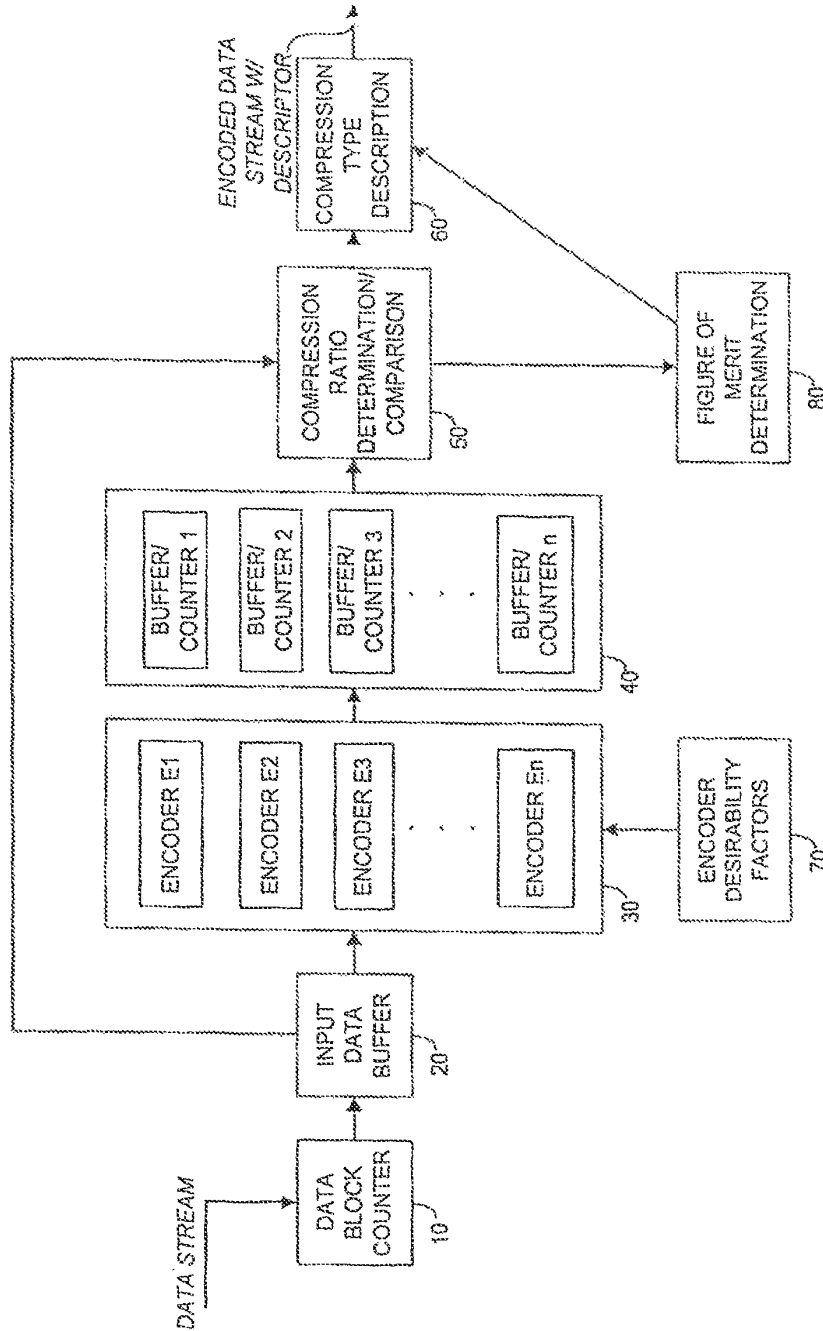 DATA STREAM
DATA
BLOCK
COUNTER
10
INPUT
DATA
BUFFER
20
ENCODER E1
ENCODER E2
ENCODER E3
. . .
ENCODER En
30
ENCODER
DESIRABILITY
FACTORS
70
BUFFER/
COUNTER 1
BUFFER/
COUNTER 2
BUFFER/
COUNTER 3
. . .
BUFFER/
COUNTER n
40
COMPRESSION
RATIO
DETERMINATION/
COMPARISON
50
FIGURE OF
MERIT
DETERMINATION
80
COMPRESSION
TYPE
DESCRIPTION
60
ENCODED DATA
STREAM W/
DESCRIPTOR